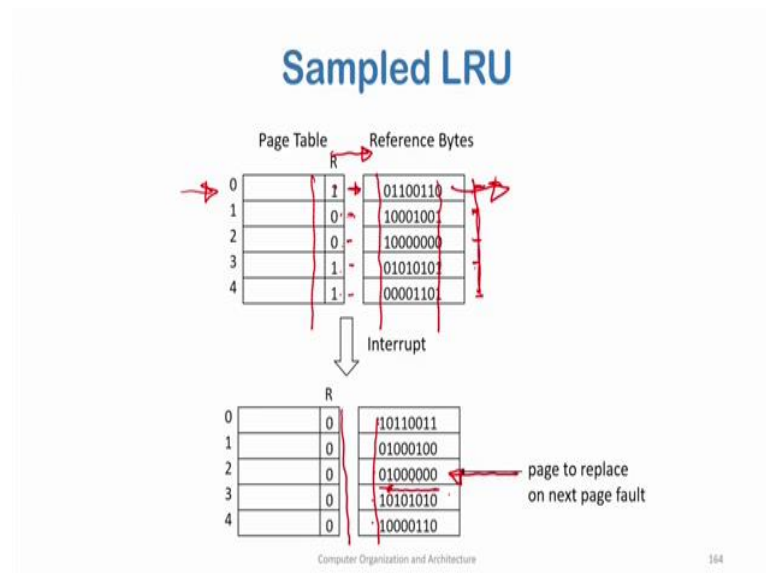 Sampled LRU
Page Table Reference Bytes
R
0 1 01100110
1 0 10001001
2 0 10000000
3 1 01010101
4 1 00001101
Interrupt
R
0 0 10110011
1 0 01000100
2 0 01000000 page to replace
on next page fault
3 0 10101010
4 0 10000110
Computer Organization and Architecture 164